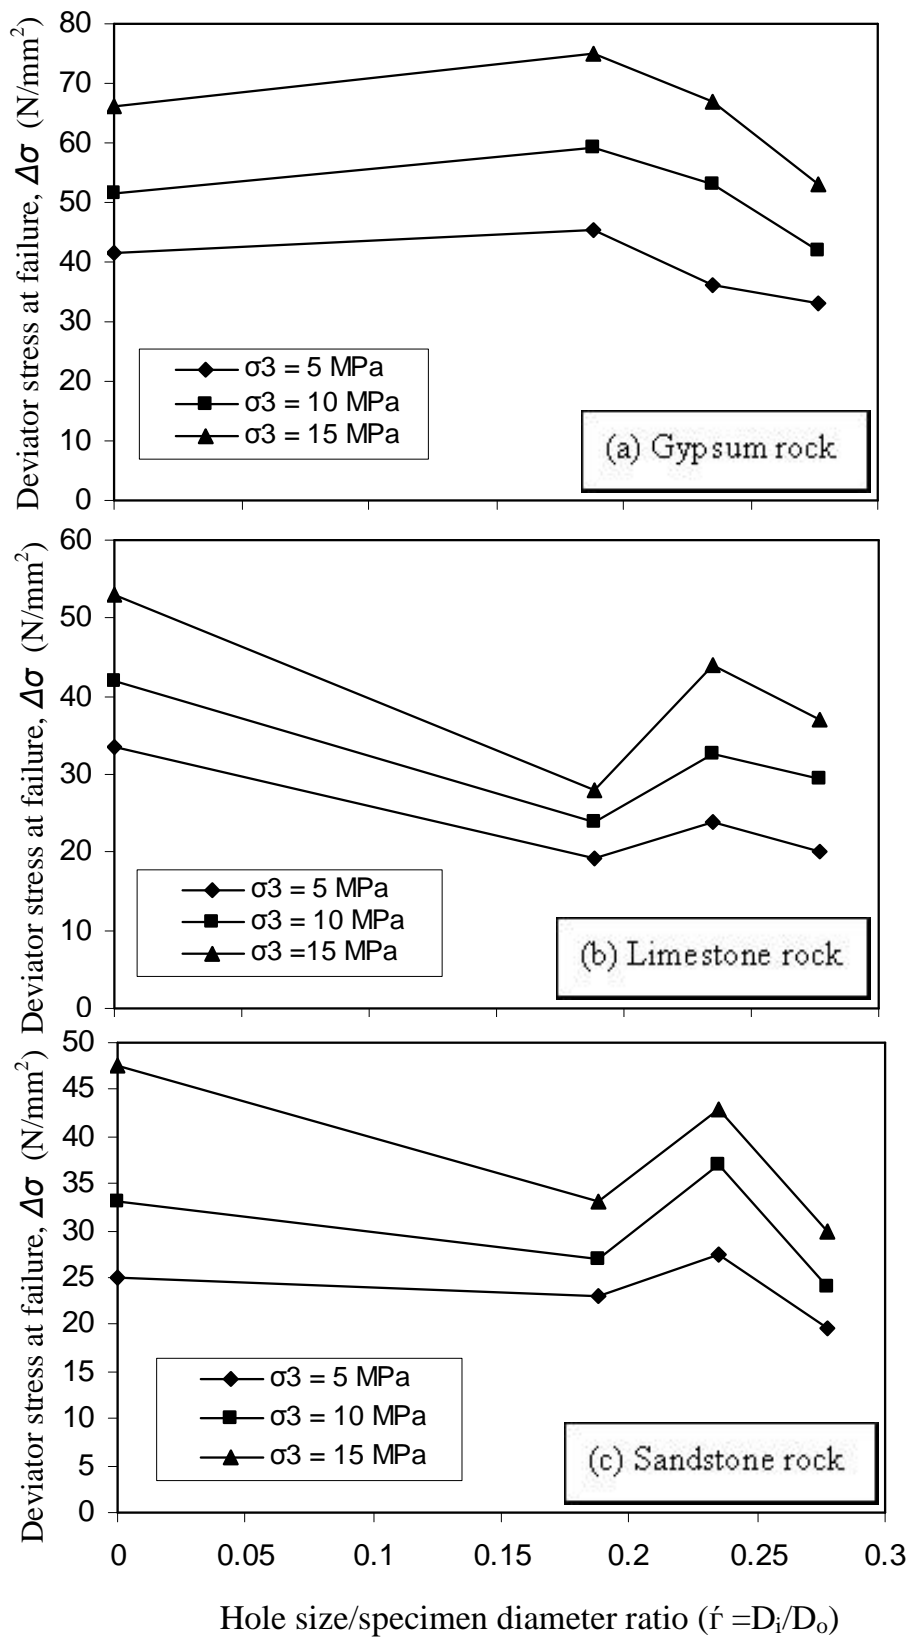 Deviator stress at failure, Δσ (N/mm²)
80
70
60
50
40
30
20
10
0
σ3 = 5 MPa
σ3 = 10 MPa
σ3 = 15 MPa
(a) Gypsum rock
Deviator stress at failure, Δσ (N/mm²)
60
50
40
30
20
10
0
σ3 = 5 MPa
σ3 = 10 MPa
σ3 =15 MPa
(b) Limestone rock
Deviator stress at failure, Δσ (N/mm²)
50
45
40
35
30
25
20
15
10
5
0
σ3 = 5 MPa
σ3 = 10 MPa
σ3 = 15 MPa
(c) Sandstone rock
0 0.05 0.1 0.15 0.2 0.25 0.3
Hole size/specimen diameter ratio (ŕ =Dᵢ/Dₒ)